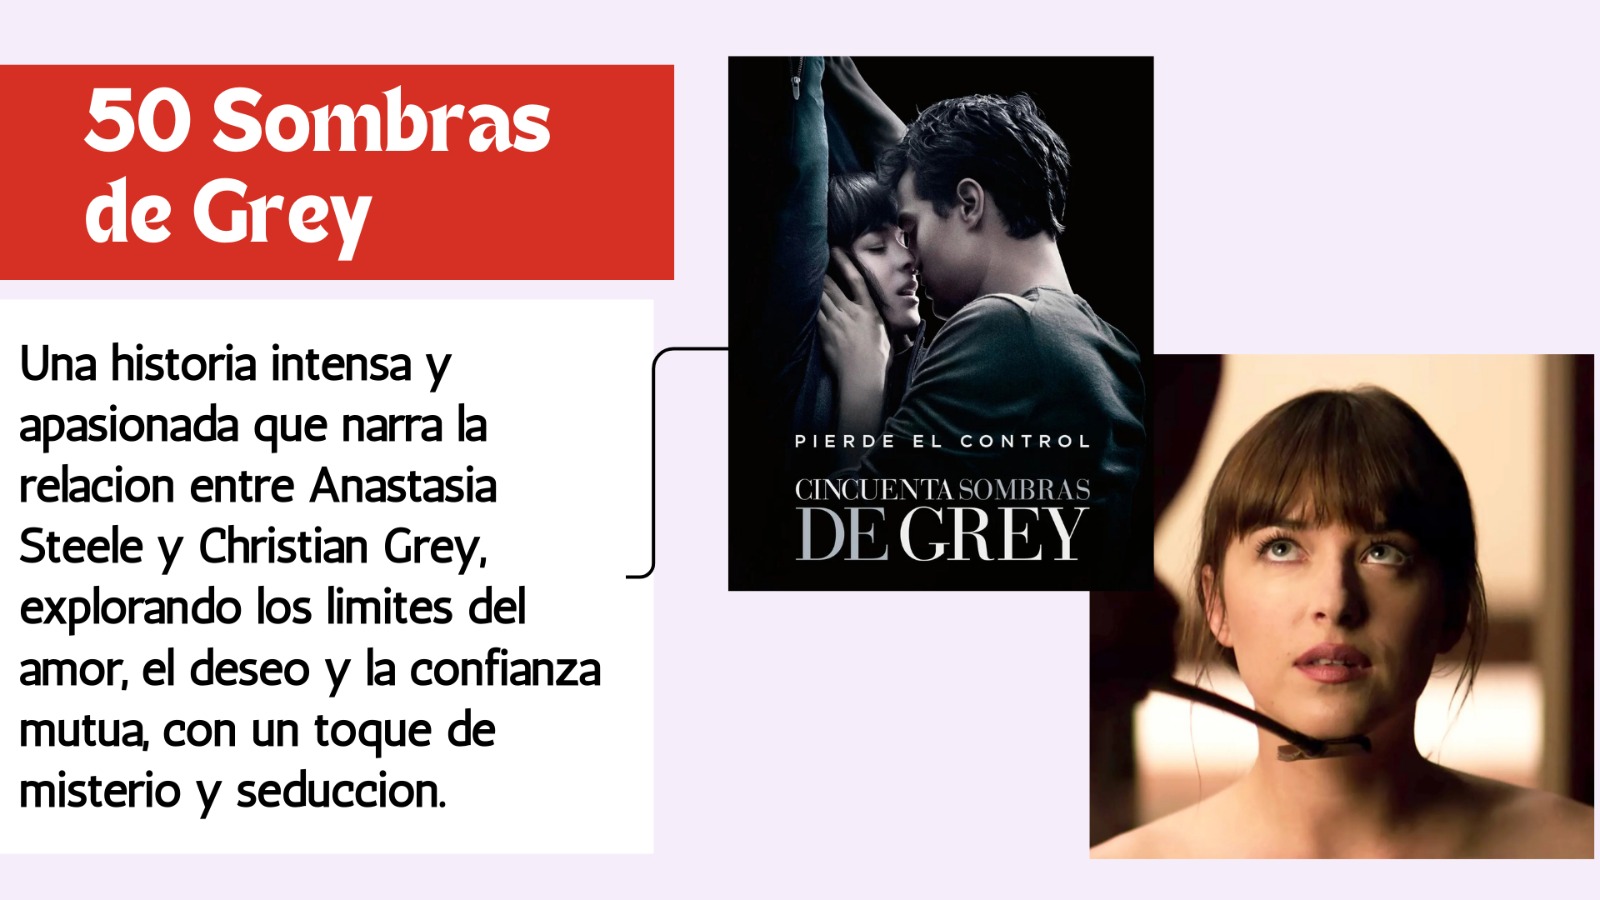 50 Sombras
de Grey
Una historia intensa y
apasionada que narra la
relacion entre Anastasia
Steele y Christian Grey,
explorando los limites del
amor, el deseo y la confianza
mutua, con un toque de
misterio y seduccion.
PIERDE EL CONTROL
CINCUENTA SOMBRAS
DE GREY